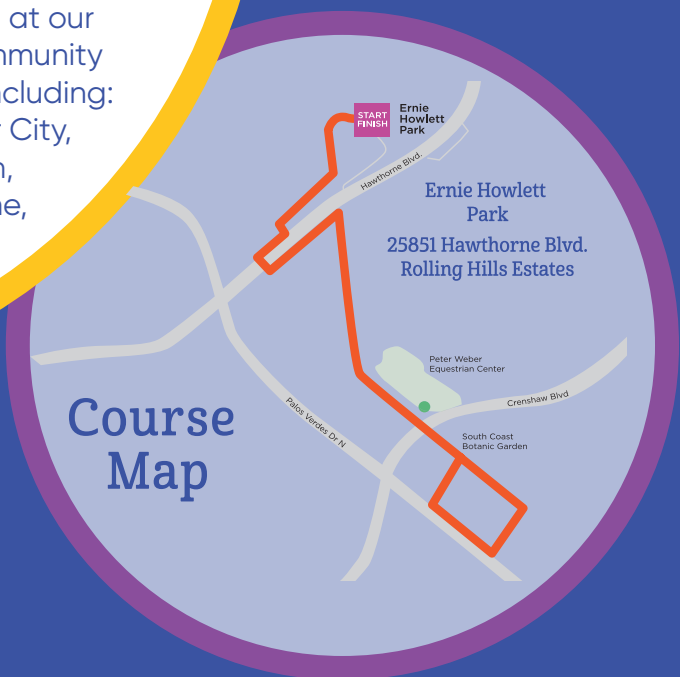 at our
mmunity
ncluding:
City,
ne,
START
FINISH
Ernie
Howlett
Park
Hawthorne Blvd.
Ernie Howlett
Park
25851 Hawthorne Blvd.
Rolling Hills Estates
Peter Weber
Equestrian Center
Crenshaw Blvd
Palos Verdes Dr N
South Coast
Botanic Garden
Course
Map